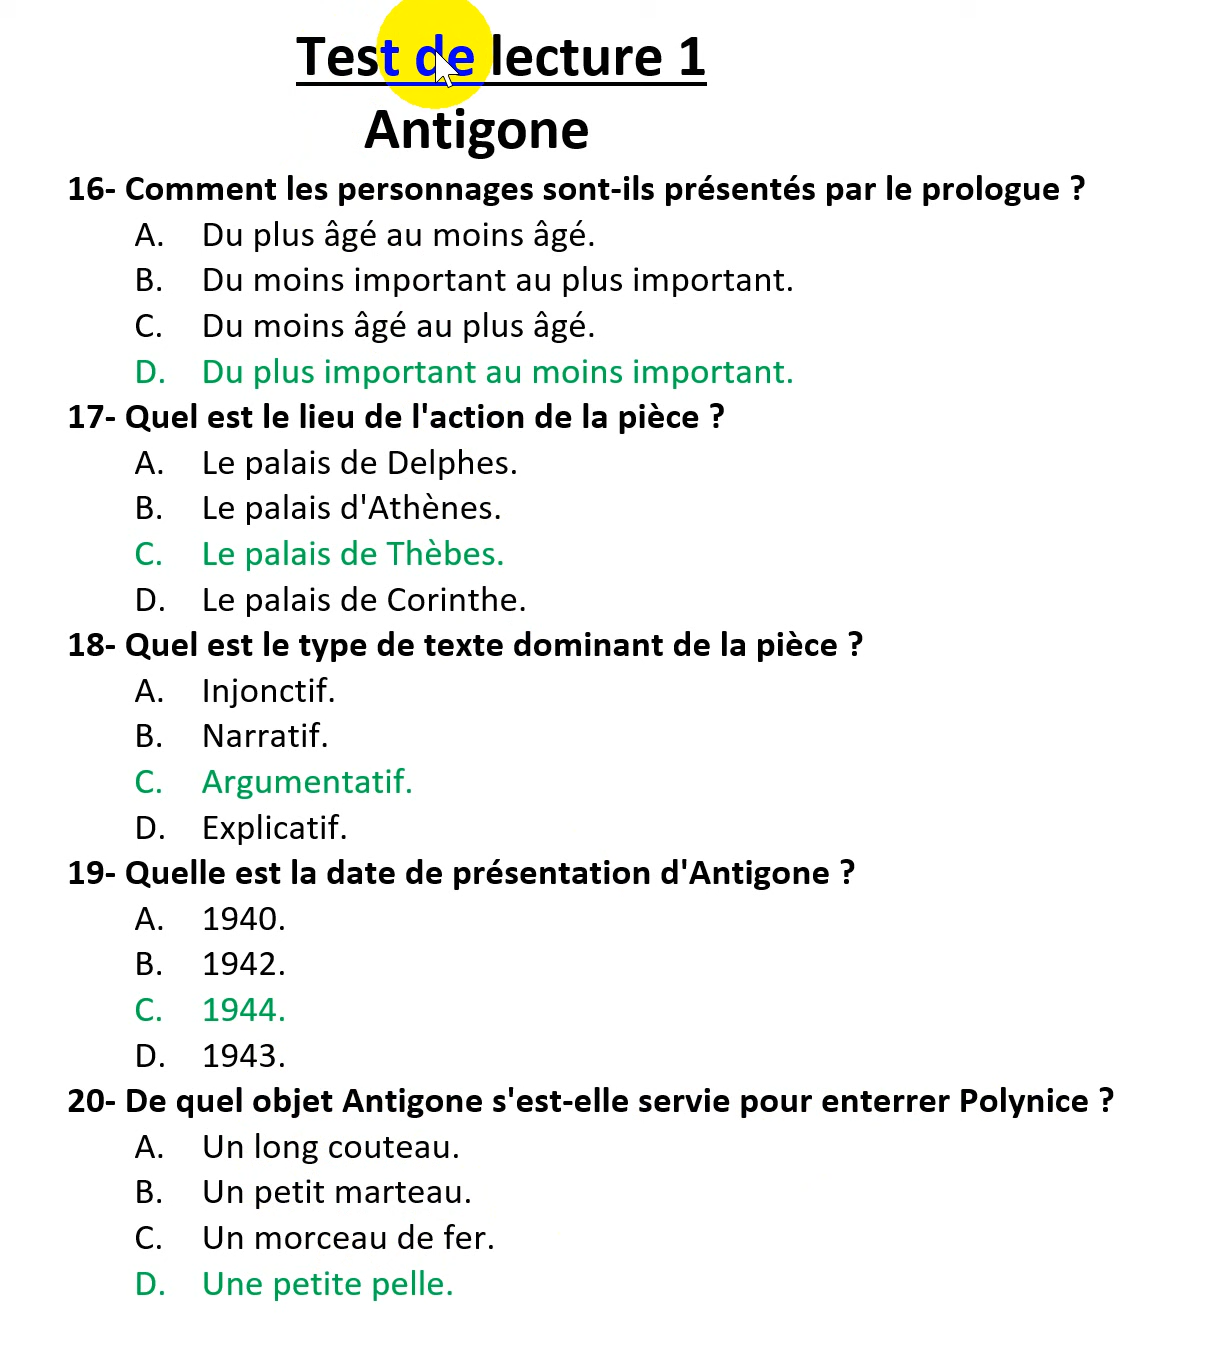 Test de lecture 1
Antigone
16- Comment les personnages sont-ils présentés par le prologue ?
A. Du plus âgé au moins âgé.
B. Du moins important au plus important.
C. Du moins âgé au plus âgé.
D. Du plus important au moins important.
17- Quel est le lieu de l'action de la pièce ?
A. Le palais de Delphes.
B. Le palais d'Athènes.
C. Le palais de Thèbes.
D. Le palais de Corinthe.
18- Quel est le type de texte dominant de la pièce ?
A. Injonctif.
B. Narratif.
C. Argumentatif.
D. Explicatif.
19- Quelle est la date de présentation d'Antigone ?
A. 1940.
B. 1942.
C. 1944.
D. 1943.
20- De quel objet Antigone s'est-elle servie pour enterrer Polynice ?
A. Un long couteau.
B. Un petit marteau.
C. Un morceau de fer.
D. Une petite pelle.